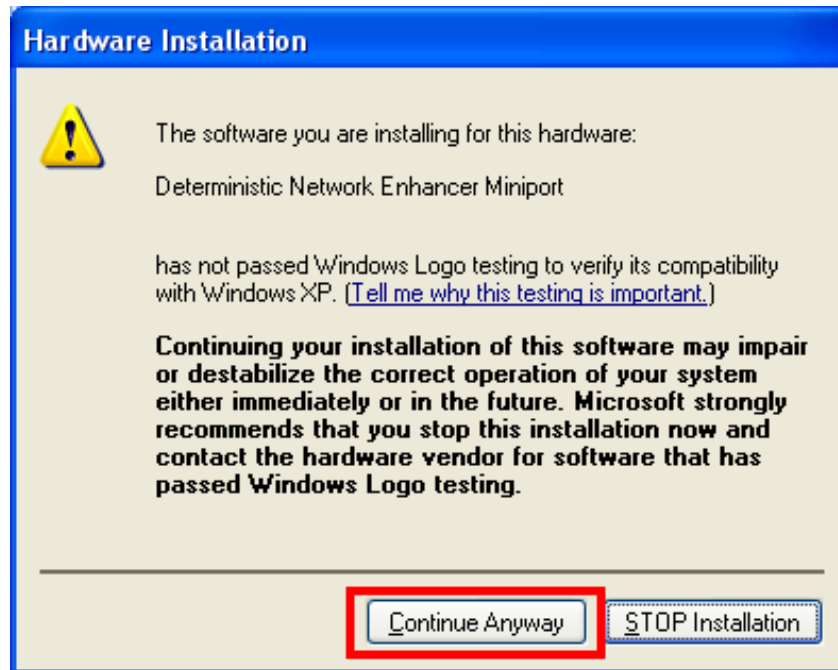 Hardware Installation
The software you are installing for this hardware:
Deterministic Network Enhancer Miniport
has not passed Windows Logo testing to verify its compatibility
with Windows XP. (Tell me why this testing is important.)
Continuing your installation of this software may impair
or destabilize the correct operation of your system
either immediately or in the future. Microsoft strongly
recommends that you stop this installation now and
contact the hardware vendor for software that has
passed Windows Logo testing.
Continue Anyway STOP Installation